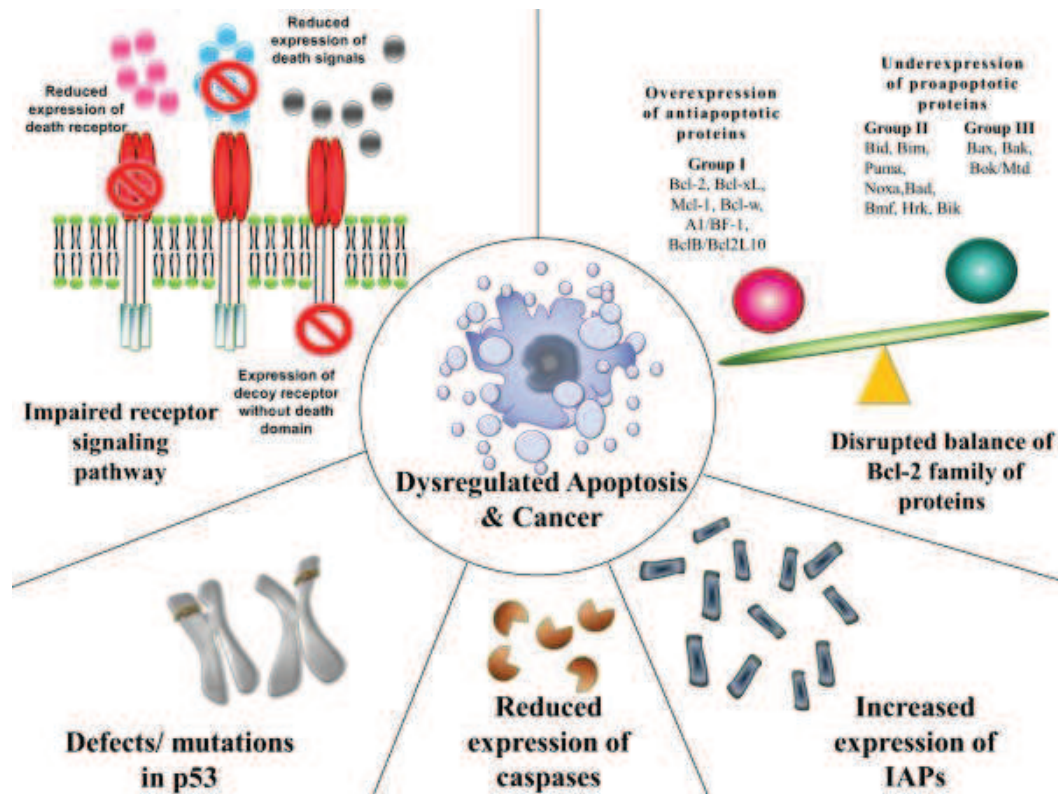 Reduced
expression of
death signals
Reduced
expression of
death receptor
Expression of
decoy receptor
without death
domain
Impaired receptor
signaling
pathway
Overexpression
of antiapoptotic
proteins
Group I
Bcl-2, Bcl-xL,
Mcl-1, Bcl-w,
A1/BF-1,
BclB/Bcl2L10
Underexpression
of proapoptotic
proteins
Group II
Bid, Bim,
Puma,
Noxa,Bad,
Bmf, Hrk, Bik
Group III
Bax, Bak,
Bok/Mtd
Disrupted balance of
Bcl-2 family of
proteins
Dysregulated Apoptosis
& Cancer
Defects/ mutations
in p53
Reduced
expression of
caspases
Increased
expression of
IAPs